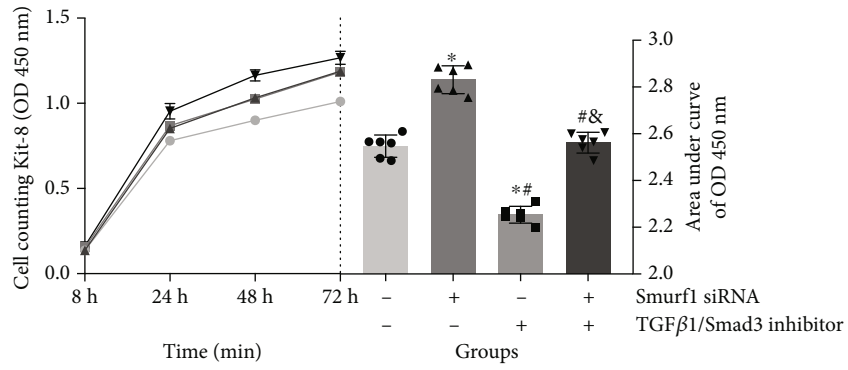 Cell counting Kit-8 (OD 450 nm)
1.5
1.0
0.5
0.0
8 h 24 h 48 h 72 h
Time (min)
* *# #&
3.0
2.8
2.6
2.4
2.2
2.0
Area under curve
of OD 450 nm
– + – + Smurf1 siRNA
– – + + TGFβ1/Smad3 inhibitor
Groups